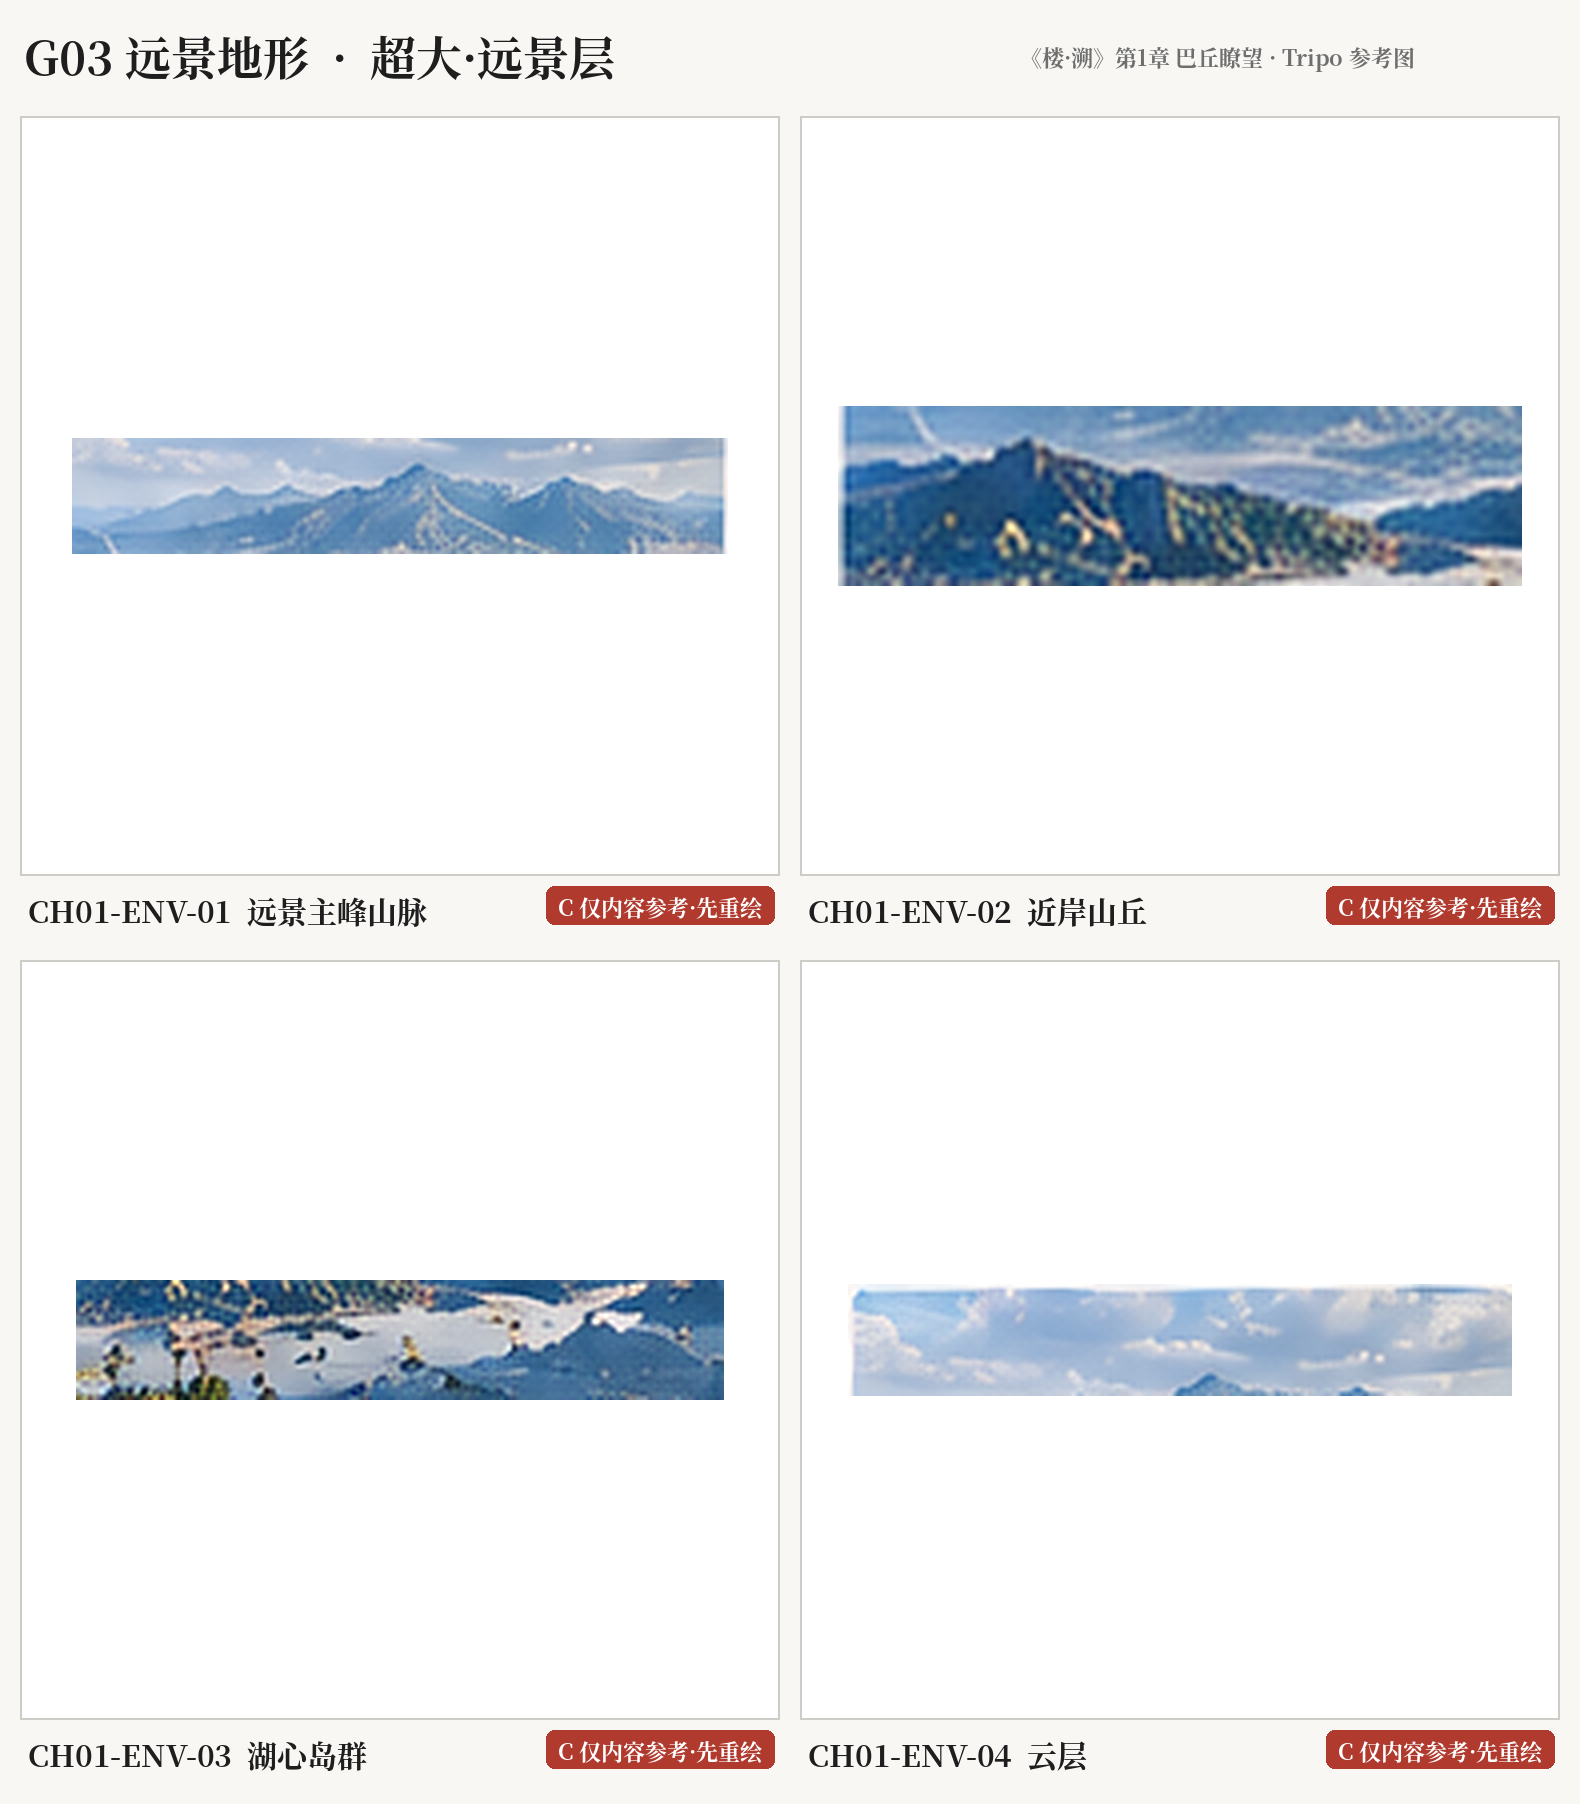 G03 远景地形 · 超大·远景层
《楼·溯》第1章 巴丘瞭望 · Tripo 参考图
CH01-ENV-01 远景主峰山脉
C 仅内容参考·先重绘
CH01-ENV-02 近岸山丘
C 仅内容参考·先重绘
CH01-ENV-03 湖心岛群
C 仅内容参考·先重绘
CH01-ENV-04 云层
C 仅内容参考·先重绘